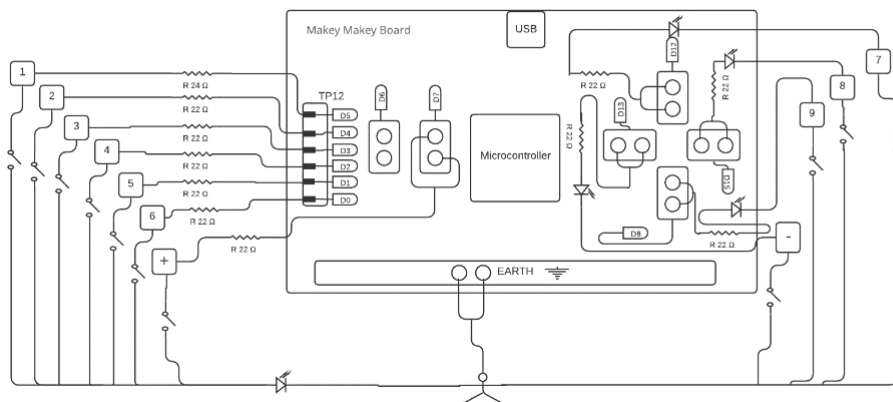 Makey Makey Board
USB
1
R 24 Ω
TP12
D5
2
R 22 Ω
D4
3
R 22 Ω
D3
4
R 22 Ω
D2
5
R 22 Ω
D1
6
R 22 Ω
D0
+
R 22 Ω
D6
D7
Microcontroller
D12
R 22 Ω
D13
R 22 Ω
R 22 Ω
D15
D8
R 22 Ω
7
8
9
-
EARTH